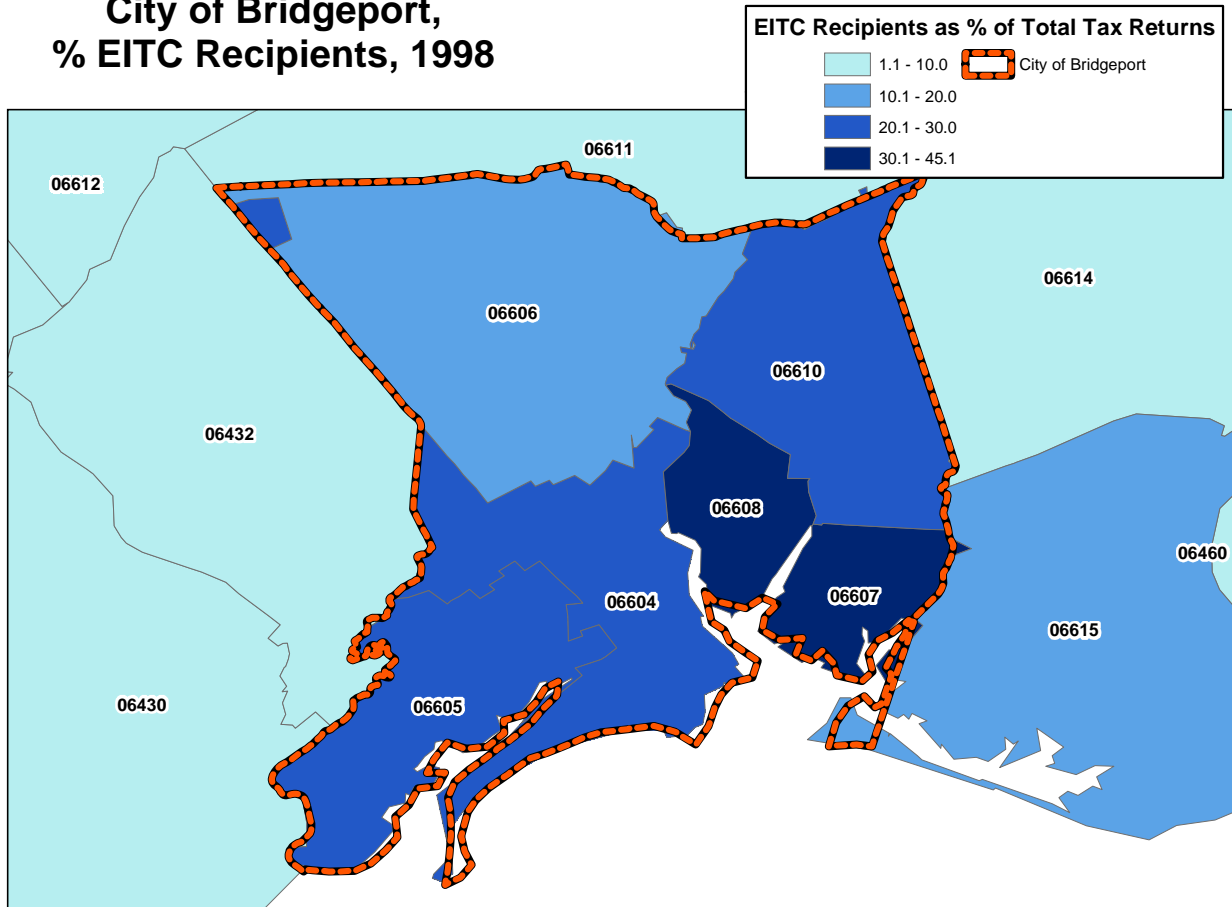 City of Bridgeport,
% EITC Recipients, 1998
EITC Recipients as % of Total Tax Returns
1.1 - 10.0
City of Bridgeport
10.1 - 20.0
20.1 - 30.0
30.1 - 45.1
06611
06612
06614
06606
06610
06432
06608
06460
06607
06604
06615
06430
06605